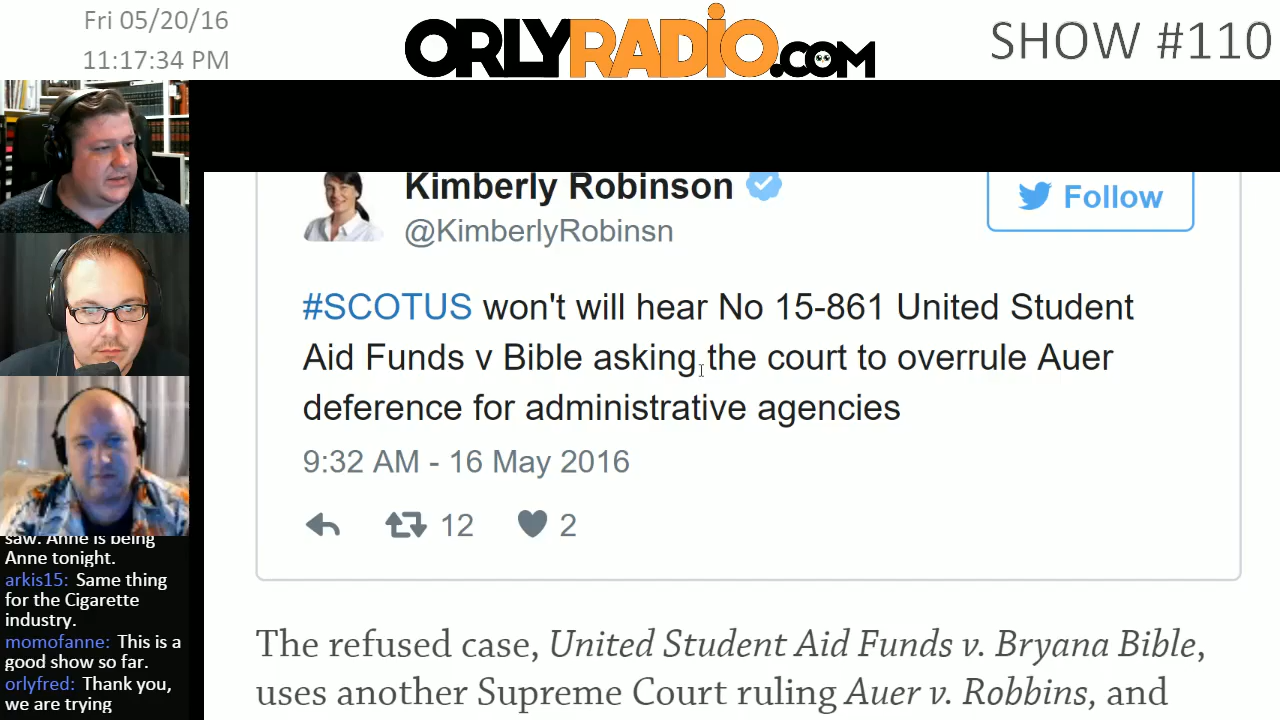 Fri 05/20/16
11:17:34 PM
ORLYRADIO.COM
SHOW #110
Kimberly Robinson
@KimberlyRobinsn
Follow
#SCOTUS won't will hear No 15-861 United Student
Aid Funds v Bible asking the court to overrule Auer
deference for administrative agencies
9:32 AM - 16 May 2016
12
2
The refused case, United Student Aid Funds v. Bryana Bible,
uses another Supreme Court ruling Auer v. Robbins, and
saw. Anne is being
Anne tonight.
arkis15: Same thing
for the Cigarette
industry.
momofanne: This is a
good show so far.
orlyfred: Thank you,
we are trying